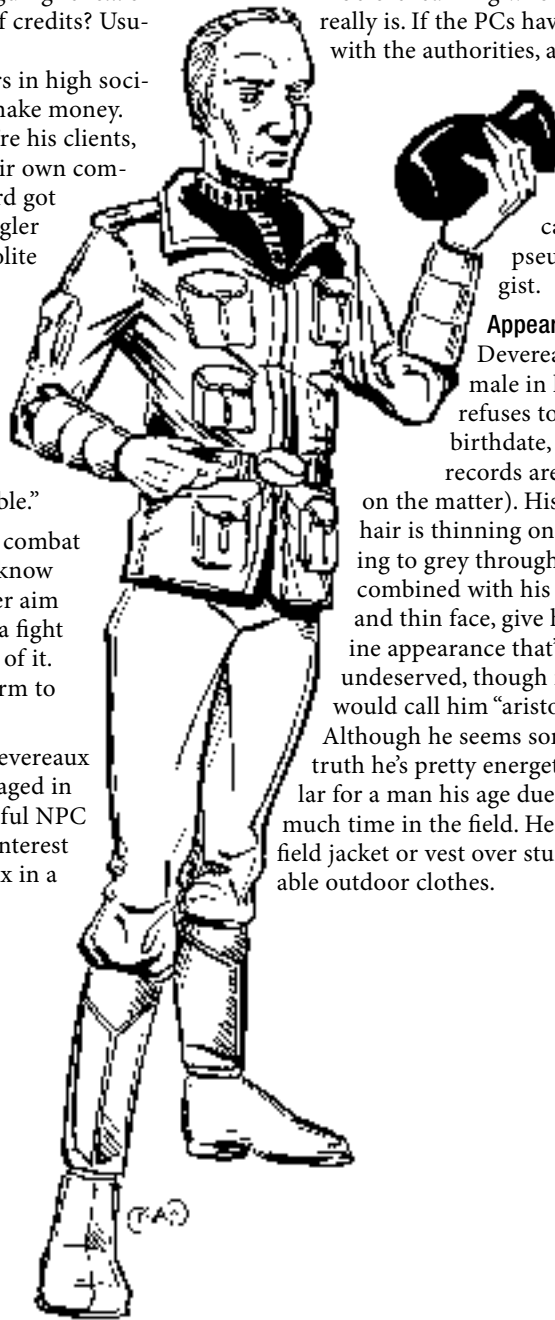 f credits? Usu-
rs in high soci-
make money.
re his clients,
eir own com-
rd got
gler
olite
ble.”
combat
know
er aim
a fight
of it.
rm to
evereaux
aged in
ful NPC
nterest
x in a
really is. If the PCs hav
with the authorities, a
ca
pseu
gist.
Appear
Deverea
male in
refuses to
birthdate,
records are
on the matter). His
hair is thinning on
ing to grey through
combined with his
and thin face, give h
ine appearance that’
undeserved, though
would call him “aristo
Although he seems son
truth he’s pretty energet
lar for a man his age due
much time in the field. He
field jacket or vest over stu
able outdoor clothes.